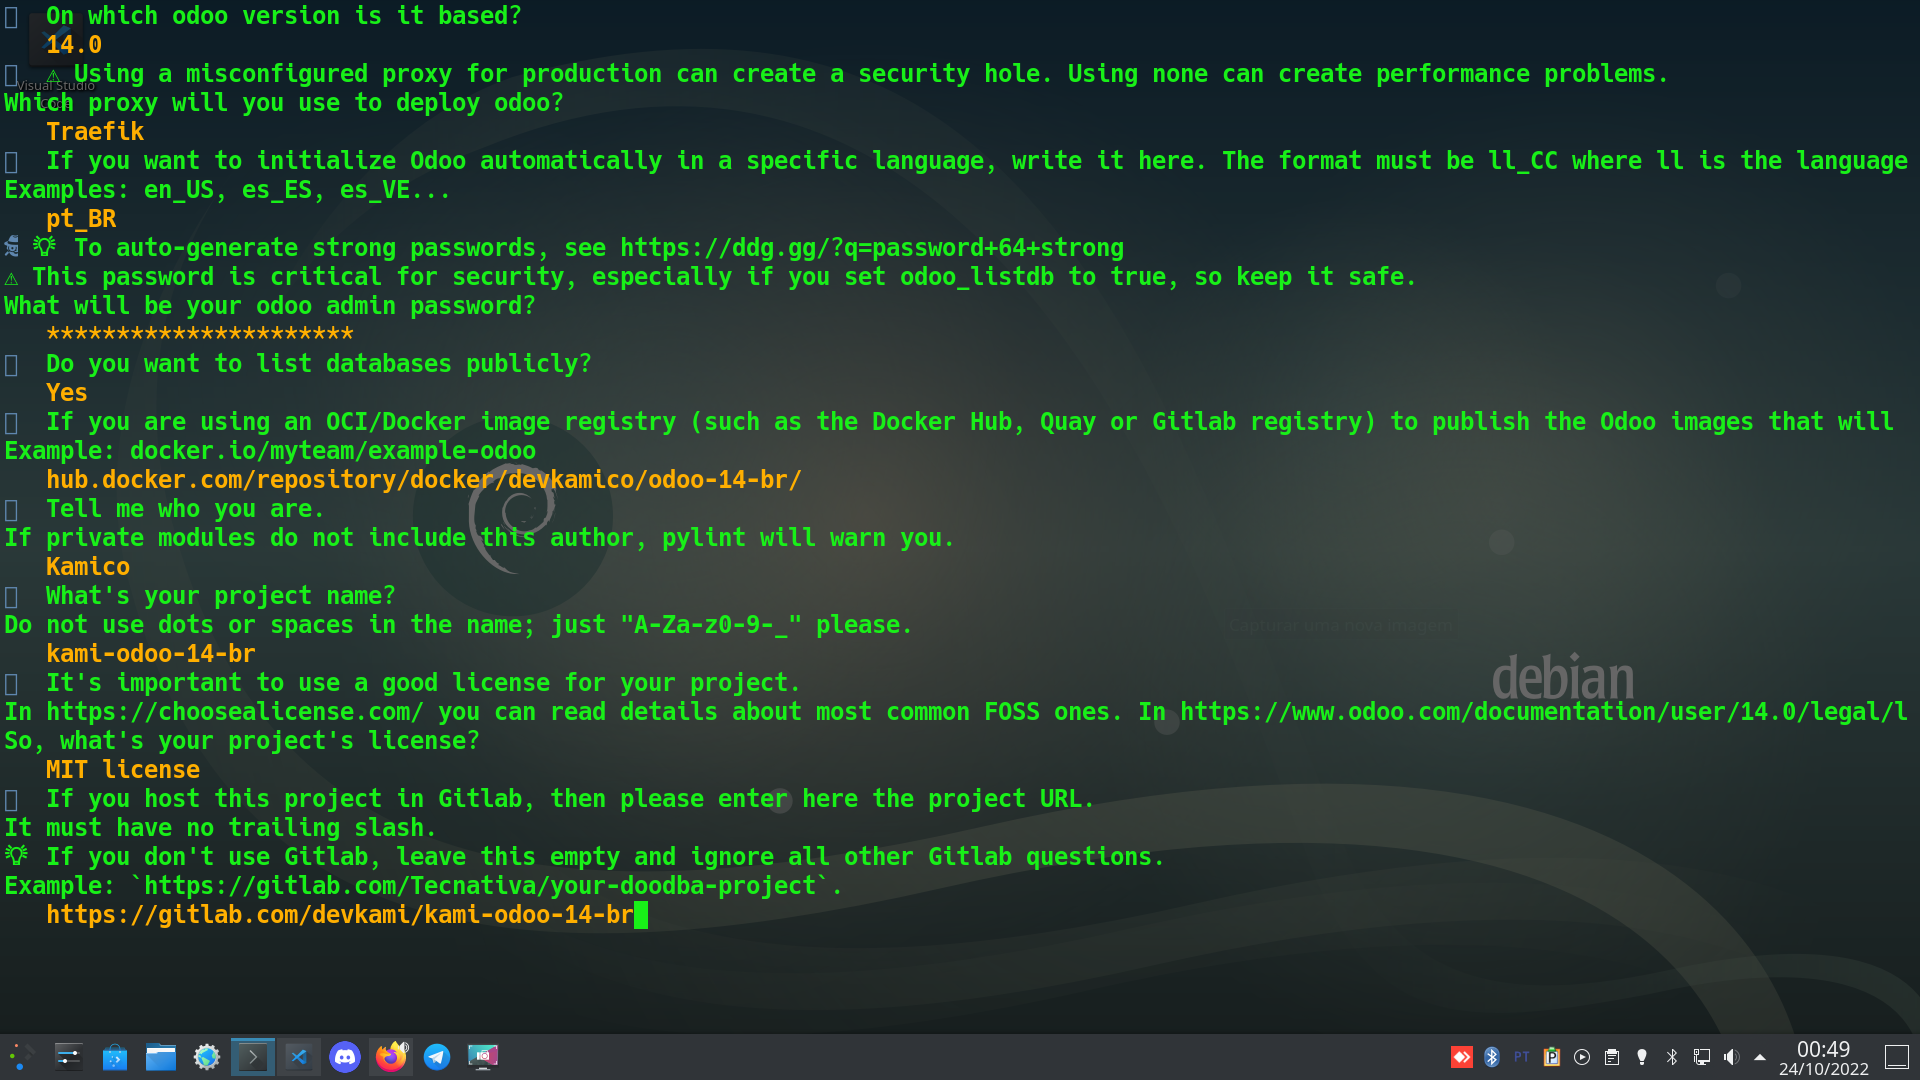 On which odoo version is it based?
14.0
⚠ Using a misconfigured proxy for production can create a security hole. Using none can create performance problems.
Visual Studio
Which proxy will you use to deploy odoo?
Traefik
If you want to initialize Odoo automatically in a specific language, write it here. The format must be ll_CC where ll is the language
Examples: en_US, es_ES, es_VE...
pt_BR
To auto-generate strong passwords, see https://ddg.gg/?q=password+64+strong
⚠ This password is critical for security, especially if you set odoo_listdb to true, so keep it safe.
What will be your odoo admin password?
**********************
Do you want to list databases publicly?
Yes
If you are using an OCI/Docker image registry (such as the Docker Hub, Quay or Gitlab registry) to publish the Odoo images that will
Example: docker.io/myteam/example-odoo
hub.docker.com/repository/docker/devkamico/odoo-14-br/
Tell me who you are.
If private modules do not include this author, pylint will warn you.
Kamico
What's your project name?
Do not use dots or spaces in the name; just "A-Za-z0-9-_" please.
Capturar uma nova imagem
kami-odoo-14-br
It's important to use a good license for your project.
debian
In https://choosealicense.com/ you can read details about most common FOSS ones. In https://www.odoo.com/documentation/user/14.0/legal/l
So, what's your project's license?
MIT license
If you host this project in Gitlab, then please enter here the project URL.
It must have no trailing slash.
If you don't use Gitlab, leave this empty and ignore all other Gitlab questions.
Example: `https://gitlab.com/Tecnativa/your-doodba-project`.
https://gitlab.com/devkami/kami-odoo-14-br
PT
00:49
24/10/2022